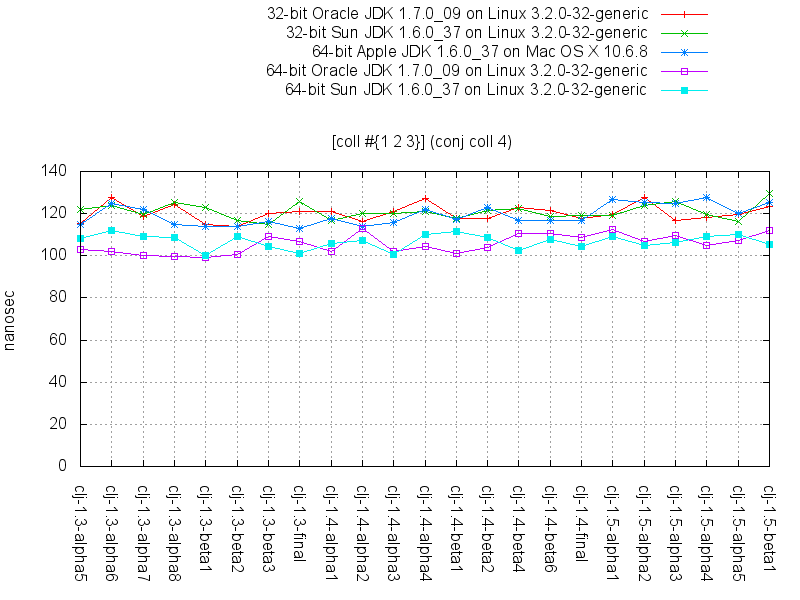 32-bit Oracle JDK 1.7.0_09 on Linux 3.2.0-32-generic
32-bit Sun JDK 1.6.0_37 on Linux 3.2.0-32-generic
64-bit Apple JDK 1.6.0_37 on Mac OS X 10.6.8
64-bit Oracle JDK 1.7.0_09 on Linux 3.2.0-32-generic
64-bit Sun JDK 1.6.0_37 on Linux 3.2.0-32-generic
[coll #{1 2 3}] (conj coll 4)
140
120
100
80
60
40
20
0
nanosec
clj-1.3-alpha5
clj-1.3-alpha6
clj-1.3-alpha7
clj-1.3-alpha8
clj-1.3-beta1
clj-1.3-beta2
clj-1.3-beta3
clj-1.3-final
clj-1.4-alpha1
clj-1.4-alpha2
clj-1.4-alpha3
clj-1.4-alpha4
clj-1.4-beta1
clj-1.4-beta2
clj-1.4-beta4
clj-1.4-beta6
clj-1.4-final
clj-1.5-alpha1
clj-1.5-alpha2
clj-1.5-alpha3
clj-1.5-alpha4
clj-1.5-alpha5
clj-1.5-beta1